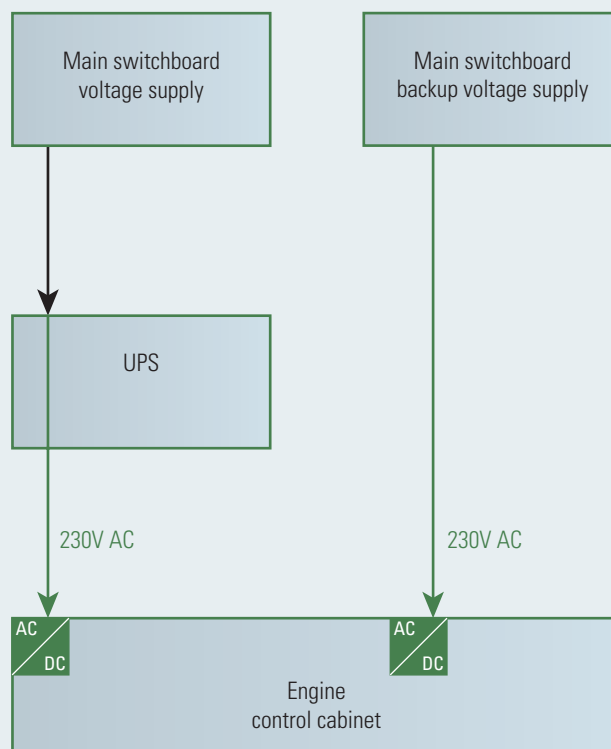 Main switchboard
voltage supply
Main switchboard
backup voltage supply
UPS
230V AC
230V AC
AC
DC
AC
DC
Engine
control cabinet